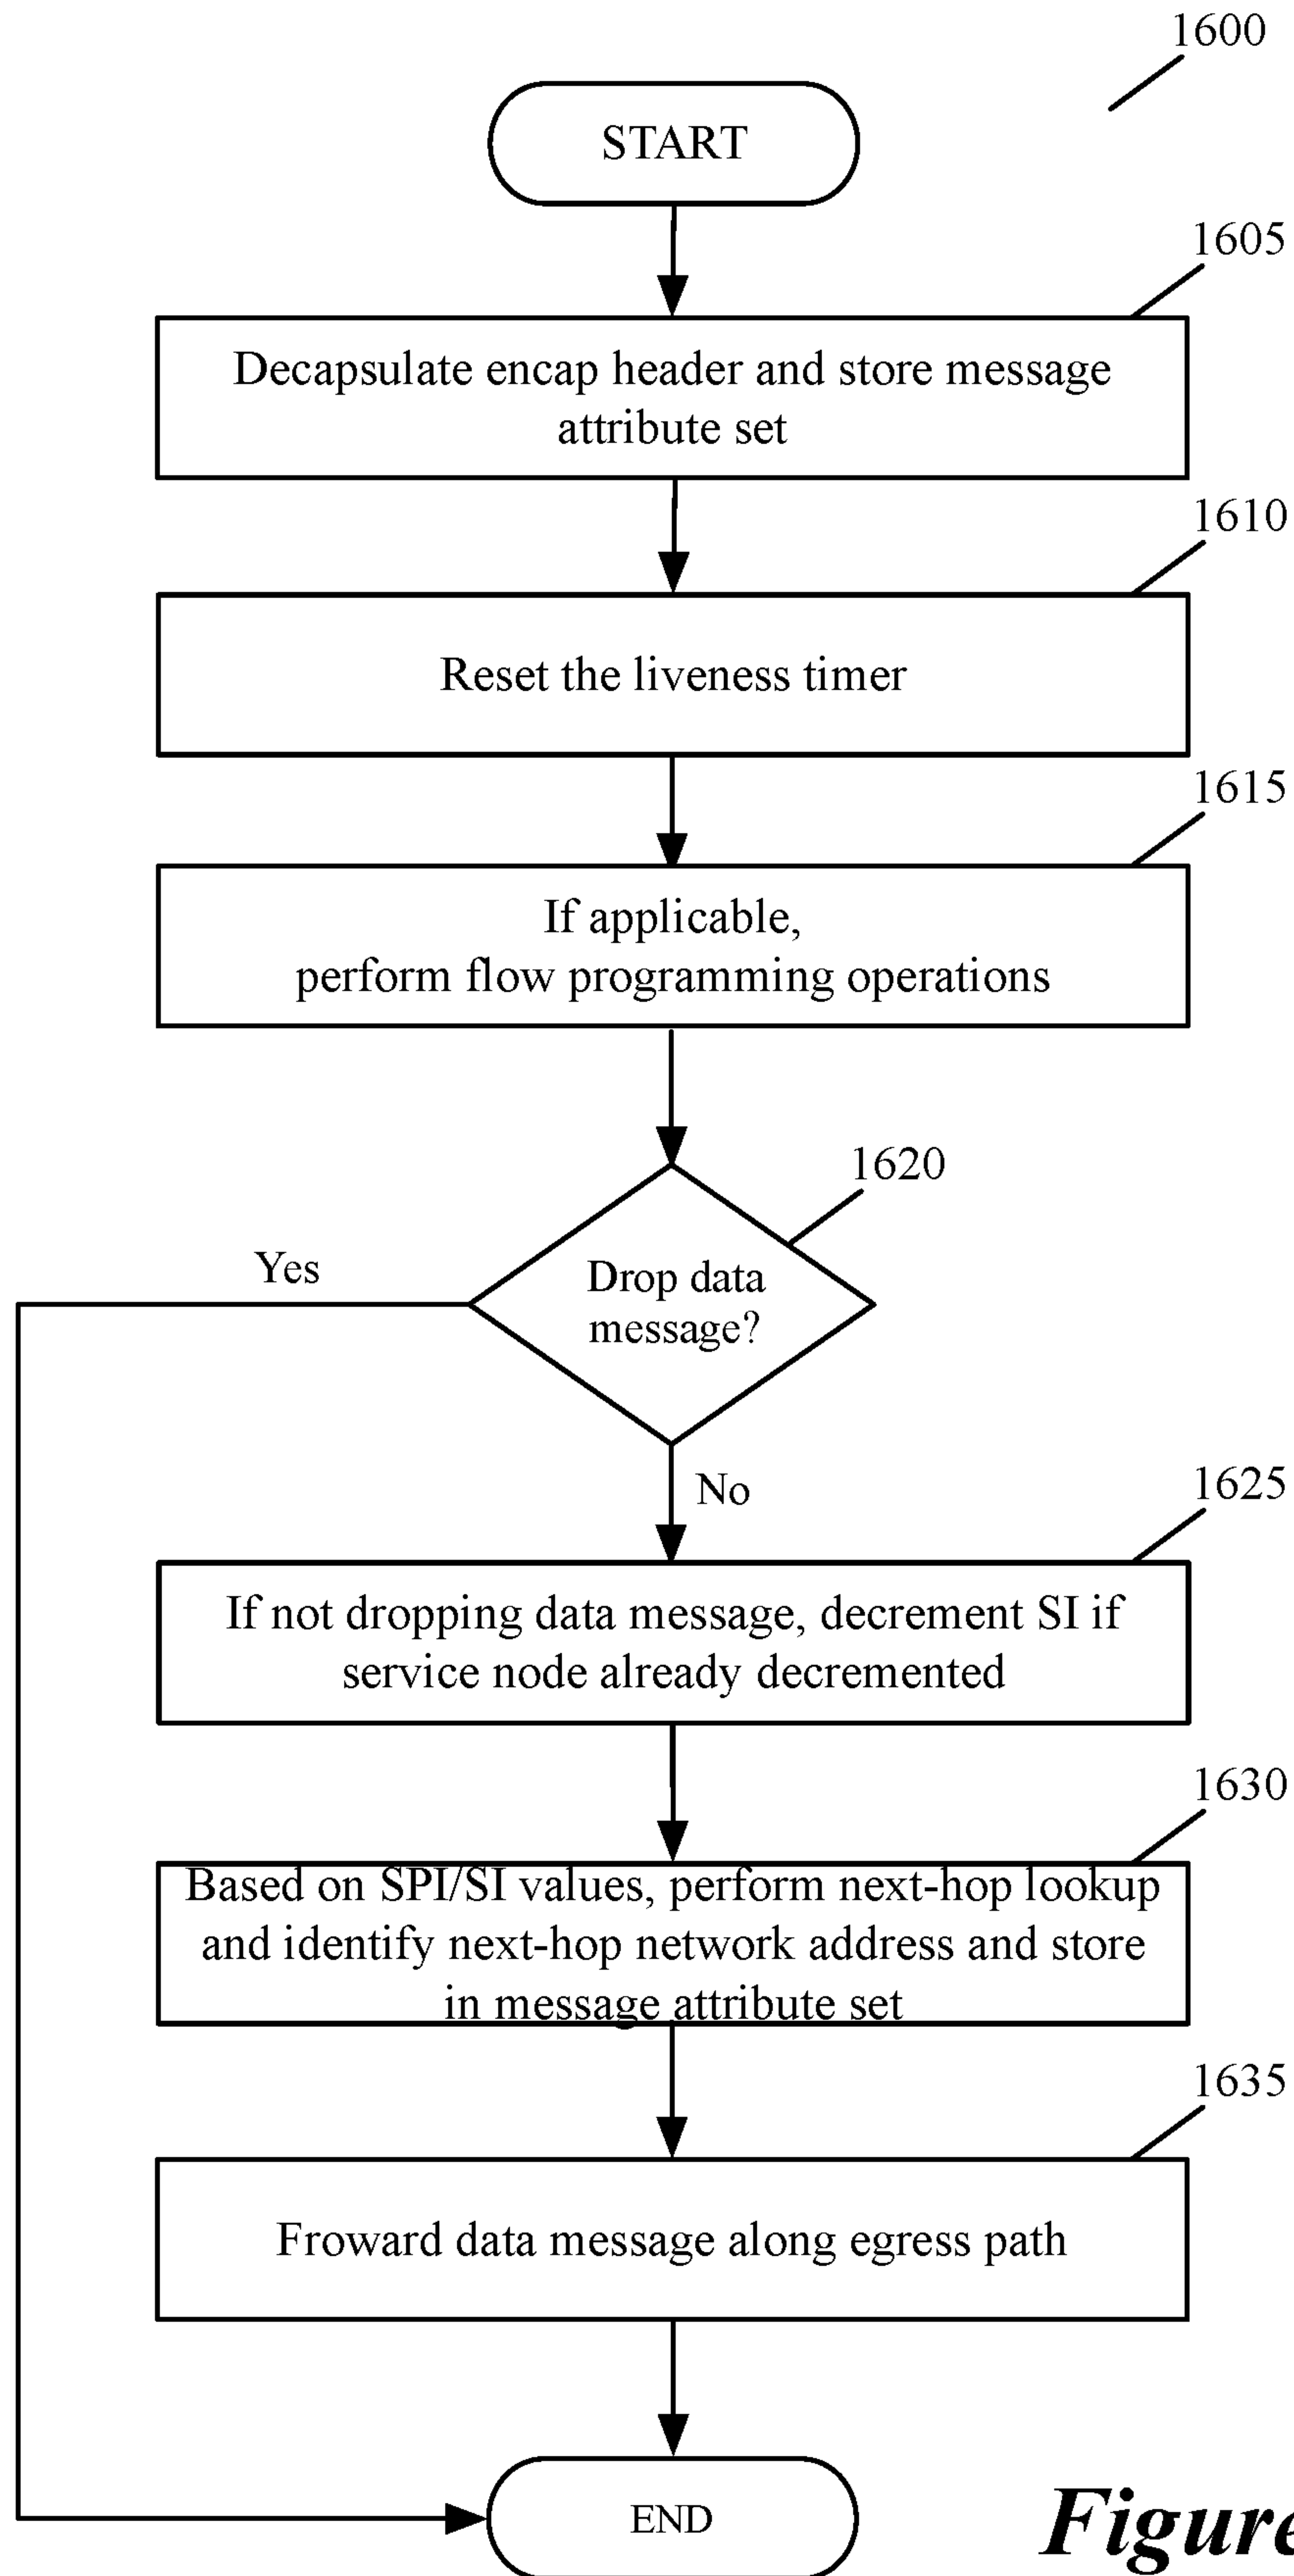 1600
START
1605
Decapsulate encap header and store message
attribute set
1610
Reset the liveness timer
1615
If applicable,
perform flow programming operations
1620
Drop data
message?
Yes
No
1625
If not dropping data message, decrement SI if
service node already decremented
1630
Based on SPI/SI values, perform next-hop lookup
and identify next-hop network address and store
in message attribute set
1635
Froward data message along egress path
END
Figure